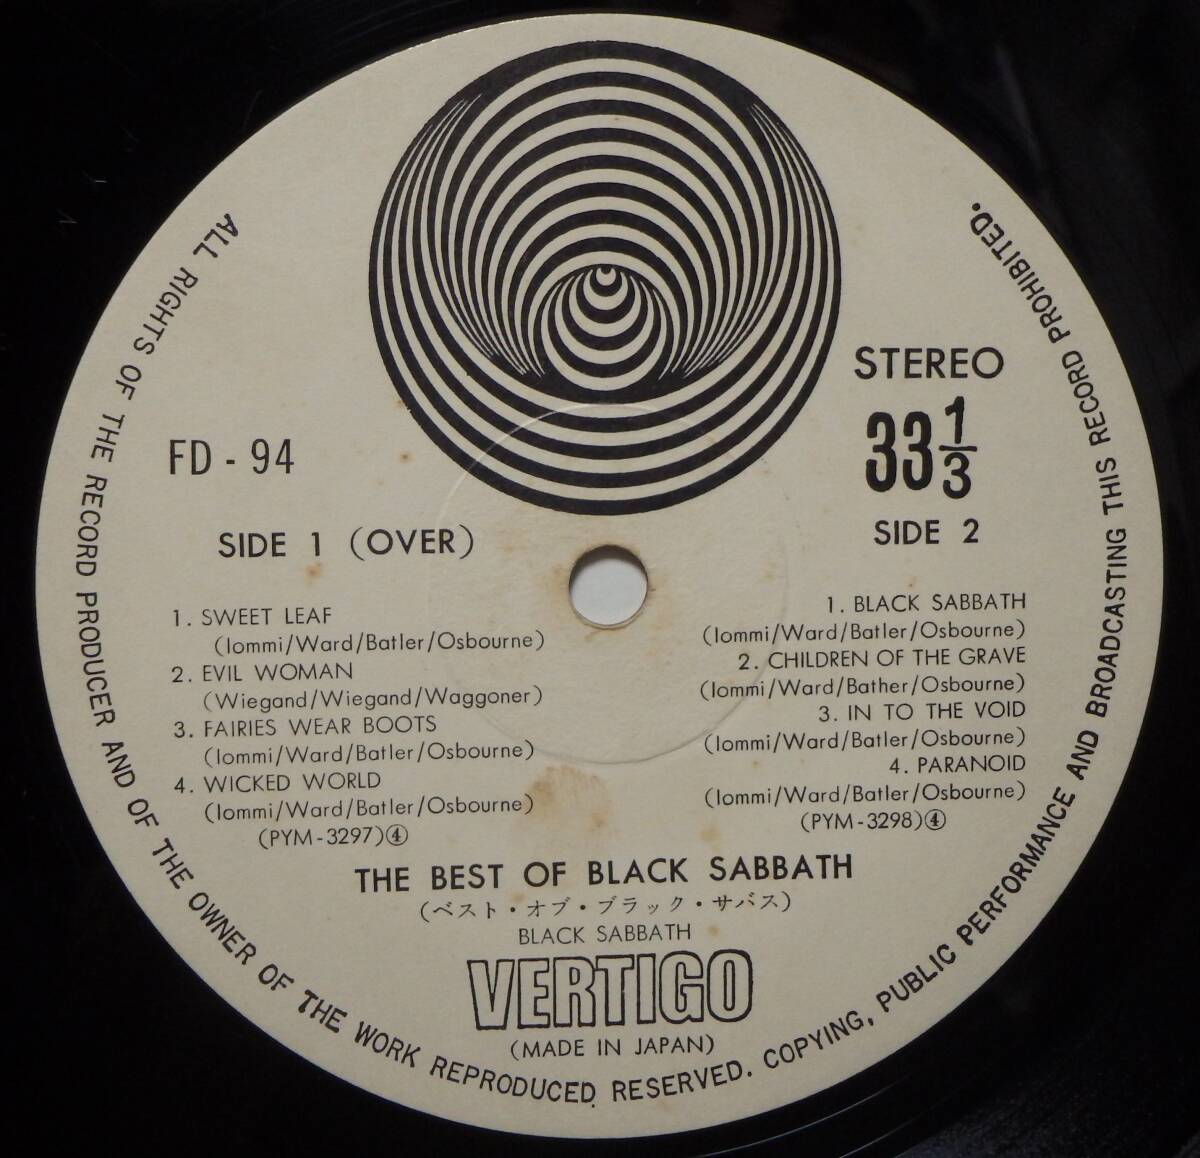 ALL RIGHTS OF THE RECORD PRODUCER AND OF THE OWNER OF THE WORK REPRODUCED RESERVED. COPYING, PUBLIC PERFORMANCE AND BROADCASTING THIS RECORD PROHIBITED.
FD - 94
STEREO
33 1/3
SIDE 1 (OVER)
1. SWEET LEAF
(Iommi/Ward/Batler/Osbourne)
2. EVIL WOMAN
(Wiegand/Wiegand/Waggoner)
3. FAIRIES WEAR BOOTS
(Iommi/Ward/Batler/Osbourne)
4. WICKED WORLD
(Iommi/Ward/Batler/Osbourne)
(PYM-3297)④
SIDE 2
1. BLACK SABBATH
(Iommi/Ward/Batler/Osbourne)
2. CHILDREN OF THE GRAVE
(Iommi/Ward/Bather/Osbourne)
3. IN TO THE VOID
(Iommi/Ward/Batler/Osbourne)
4. PARANOID
(Iommi/Ward/Batler/Osbourne)
(PYM-3298)④
THE BEST OF BLACK SABBATH
(ベスト・オブ・ブラック・サバス)
BLACK SABBATH
VERTIGO
(MADE IN JAPAN)